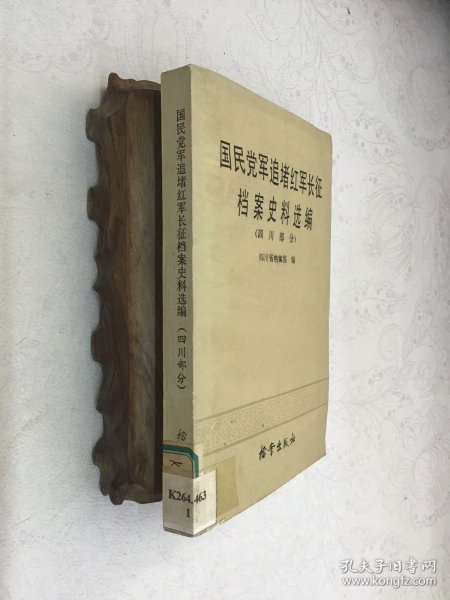 国民党军追堵红军长征
档案史料选编
(四川部分)
四川省档案馆 编
档案出版社
国民党军追堵红军长征档案史料选编(四川部分)
档
K264.463
1
孔夫子旧书网
www.kongfz.com